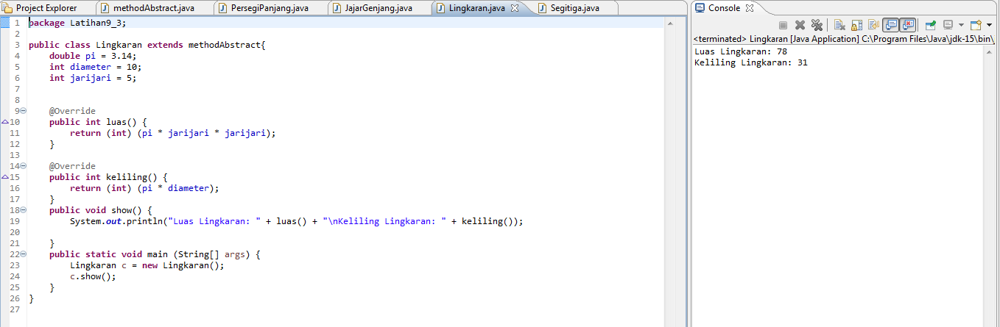 Project Explorer methodAbstract.java PersegiPanjang.java JajarGenjang.java Lingkaran.java Segitiga.java
1 package Latihan9_3;
2
3 public class Lingkaran extends methodAbstract{
4 double pi = 3.14;
5 int diameter = 10;
6 int jarijari = 5;
7
8
9 @Override
10 public int luas() {
11 return (int) (pi * jarijari * jarijari);
12 }
13
14 @Override
15 public int keliling() {
16 return (int) (pi * diameter);
17 }
18 public void show() {
19 System.out.println("Luas Lingkaran: " + luas() + "\nKeliling Lingkaran: " + keliling());
20
21 }
22 public static void main (String[] args) {
23 Lingkaran c = new Lingkaran();
24 c.show();
25 }
26 }
27
Console
<terminated> Lingkaran [Java Application] C:\Program Files\Java\jdk-15\bin\
Luas Lingkaran: 78
Keliling Lingkaran: 31